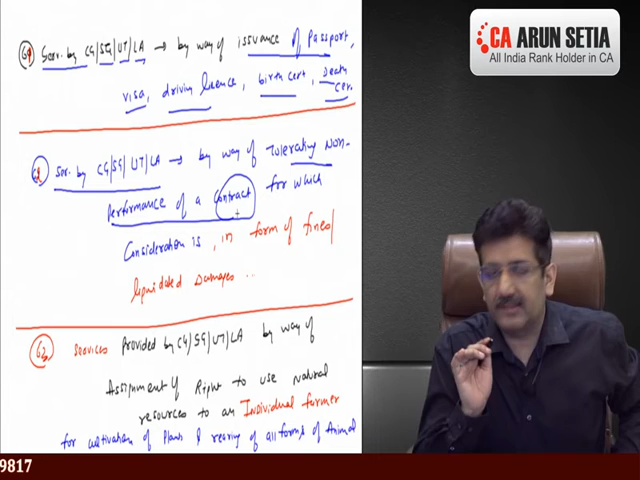 61 Serv. by CG/SG/UT/LA → by way of issuance of Passport,
visa, driving licence, birth cert, Death
Cert.
62 Ser. by CG/SG/UT/LA → by way of tolerating Non-
performance of a contract for which
Consideration is, in form of fines/
liquidated Damages ..
63 Services Provided by CG/SG/UT/LA by way of
Assignment of Right to use Natural
resources to an Individual farmer
for cultivation of Plants & rearing of all forms of Animal
CA ARUN SETIA
All India Rank Holder in CA
9817